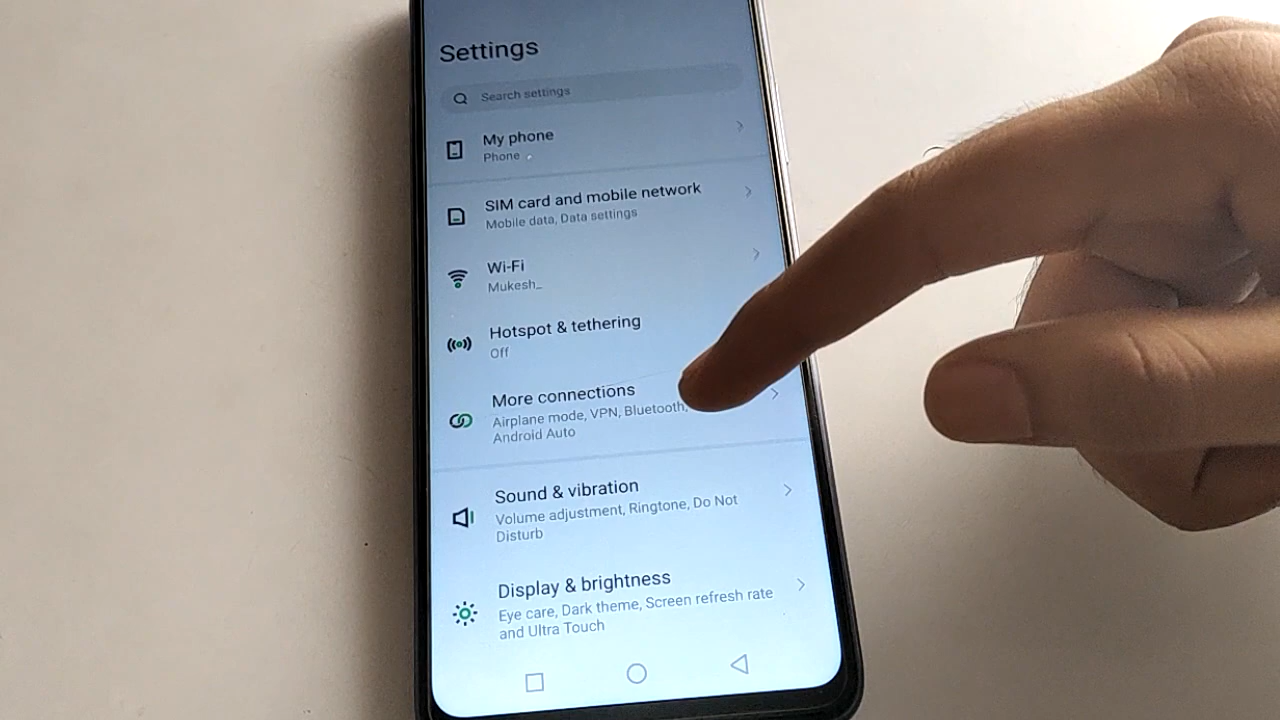 Settings
Search settings
My phone
Phone
SIM card and mobile network
Mobile data, Data settings
Wi-Fi
Mukesh_
Hotspot & tethering
Off
More connections
Airplane mode, VPN, Bluetooth,
Android Auto
Sound & vibration
Volume adjustment, Ringtone, Do Not
Disturb
Display & brightness
Eye care, Dark theme, Screen refresh rate
and Ultra Touch